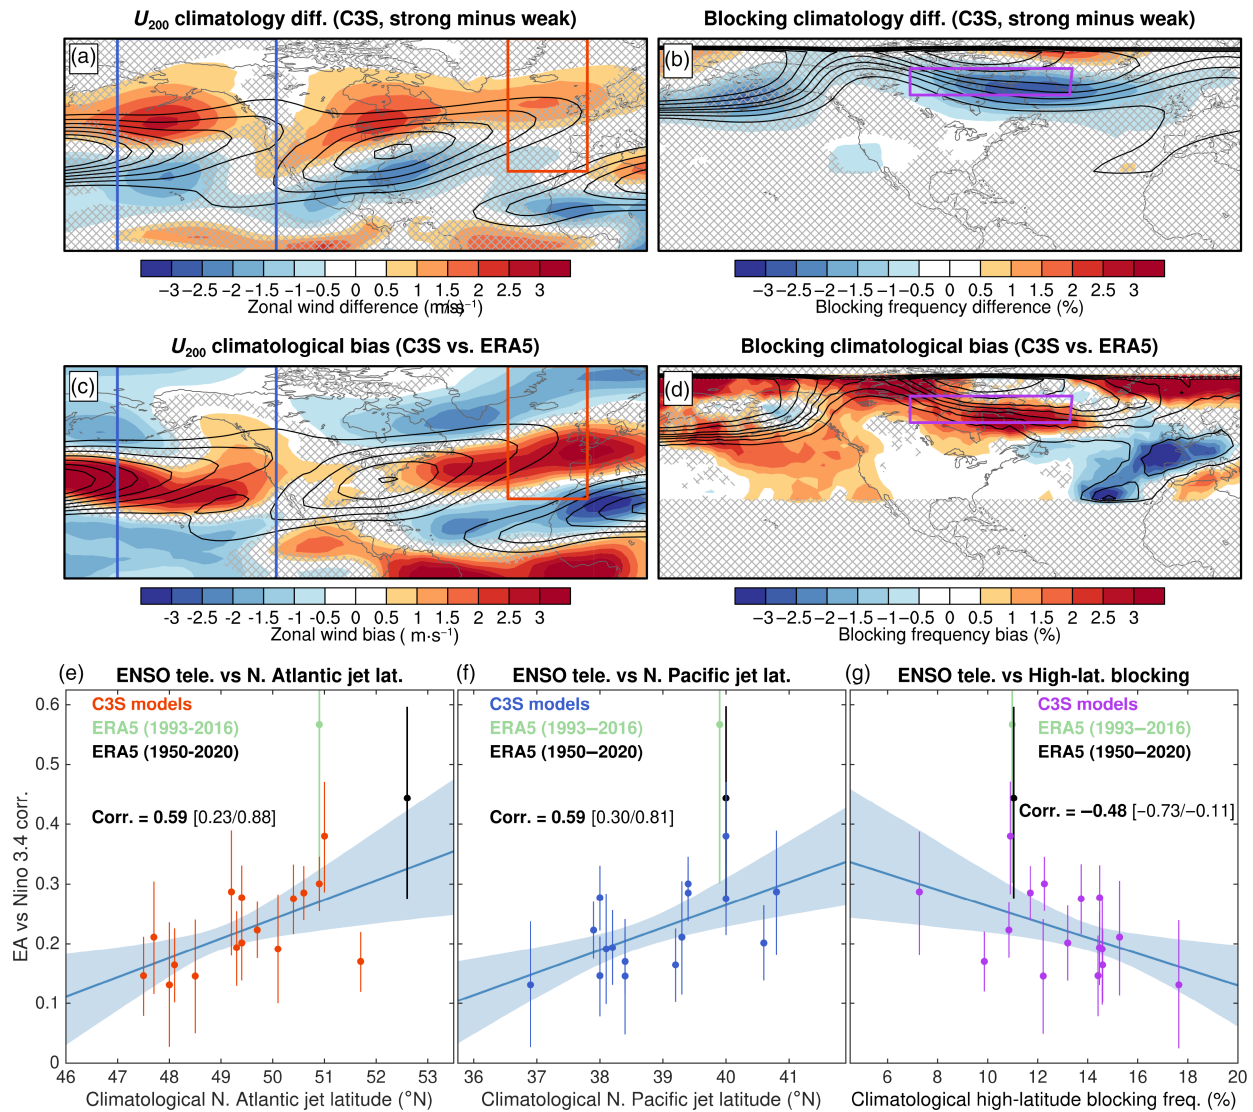 U200 climatology diff. (C3S, strong minus weak)
Blocking climatology diff. (C3S, strong minus weak)
(a)
(b)
−3 −2.5 −2 −1.5 −1 −0.5 0 0.5 1 1.5 2 2.5 3
−3 −2.5 −2 −1.5 −1 −0.5 0 0.5 1 1.5 2 2.5 3
Zonal wind difference
Blocking frequency difference (%)
U200 climatological bias (C3S vs. ERA5)
Blocking climatological bias (C3S vs. ERA5)
(c)
(d)
−3 −2.5 −2 −1.5 −1 −0.5 0 0.5 1 1.5 2 2.5 3
−3 −2.5 −2 −1.5 −1 −0.5 0 0.5 1 1.5 2 2.5 3
Zonal wind bias ( m·s−1)
Blocking frequency bias (%)
(e) ENSO tele. vs N. Atlantic jet lat.
C3S models
ERA5 (1993-2016)
ERA5 (1950-2020)
Corr. = 0.59 [0.23/0.88]
EA vs Nino 3.4 corr.
0.6
0.5
0.4
0.3
0.2
0.1
0
46 47 48 49 50 51 52 53
Climatological N. Atlantic jet latitude (°N)
(f) ENSO tele. vs N. Pacific jet lat.
C3S models
ERA5 (1993−2016)
ERA5 (1950−2020)
Corr. = 0.59 [0.30/0.81]
36 37 38 39 40 41
Climatological N. Pacific jet latitude (°N)
(g) ENSO tele. vs High-lat. blocking
C3S models
ERA5 (1993−2016)
ERA5 (1950−2020)
Corr. = −0.48 [−0.73/−0.11]
6 8 10 12 14 16 18 20
Climatological high-latitude blocking freq. (%)